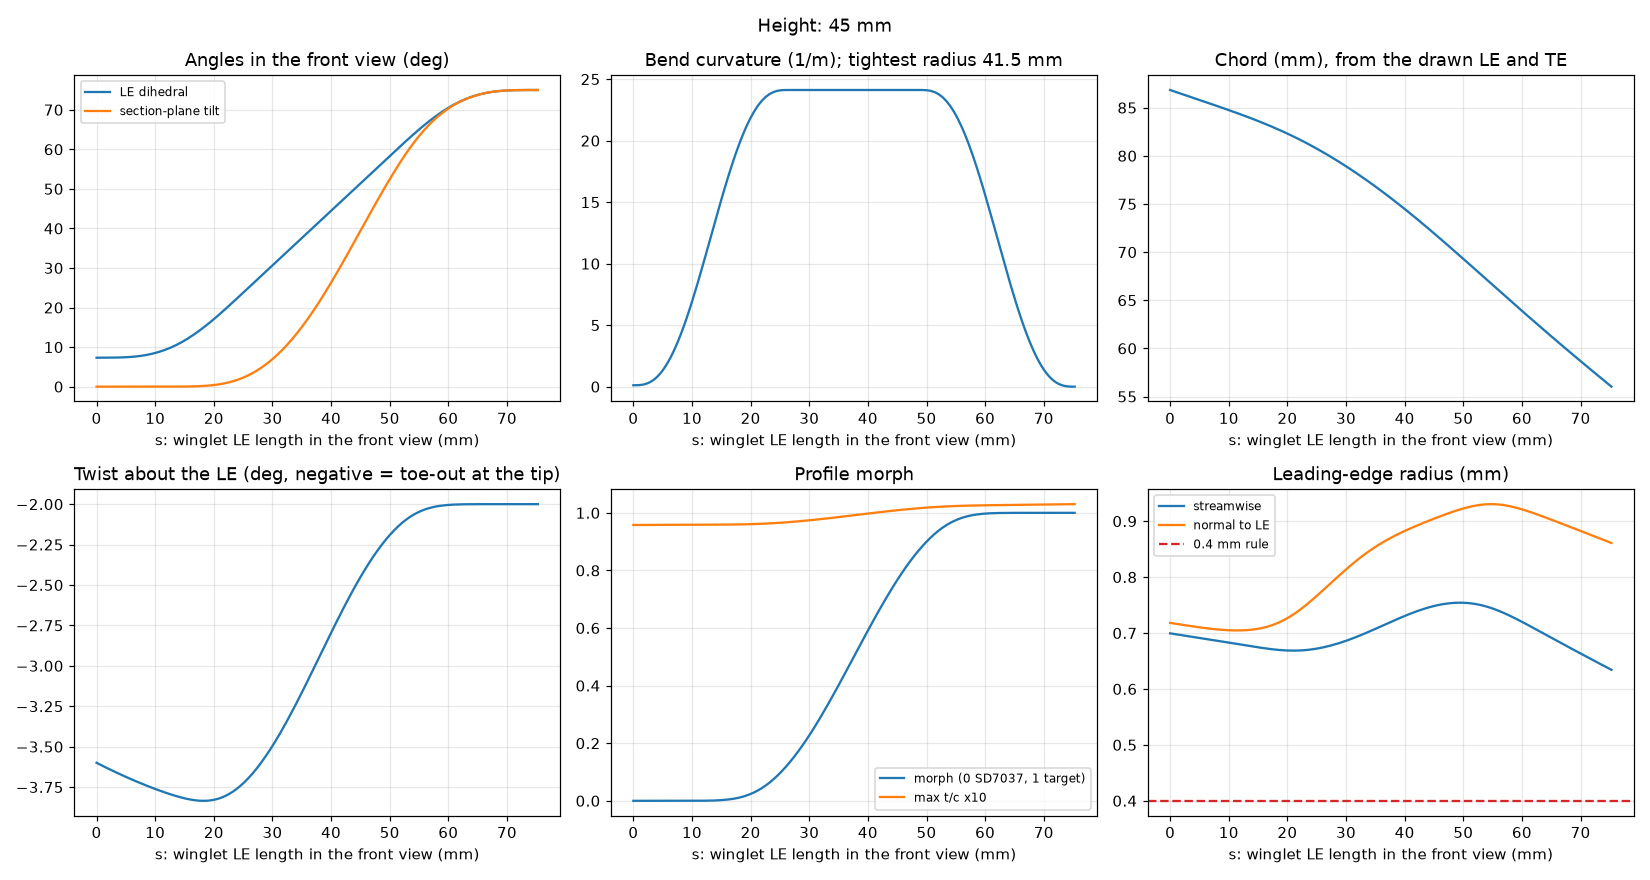 Height: 45 mm
Angles in the front view (deg)
LE dihedral
section-plane tilt
70
60
50
40
30
20
10
0
0 10 20 30 40 50 60 70
s: winglet LE length in the front view (mm)
Bend curvature (1/m); tightest radius 41.5 mm
25
20
15
10
5
0
0 10 20 30 40 50 60 70
s: winglet LE length in the front view (mm)
Chord (mm), from the drawn LE and TE
85
80
75
70
65
60
55
0 10 20 30 40 50 60 70
s: winglet LE length in the front view (mm)
Twist about the LE (deg, negative = toe-out at the tip)
−2.00
−2.25
−2.50
−2.75
−3.00
−3.25
−3.50
−3.75
0 10 20 30 40 50 60 70
s: winglet LE length in the front view (mm)
Profile morph
1.0
0.8
0.6
0.4
0.2
0.0
morph (0 SD7037, 1 target)
max t/c x10
0 10 20 30 40 50 60 70
s: winglet LE length in the front view (mm)
Leading-edge radius (mm)
streamwise
normal to LE
0.4 mm rule
0.9
0.8
0.7
0.6
0.5
0.4
0 10 20 30 40 50 60 70
s: winglet LE length in the front view (mm)